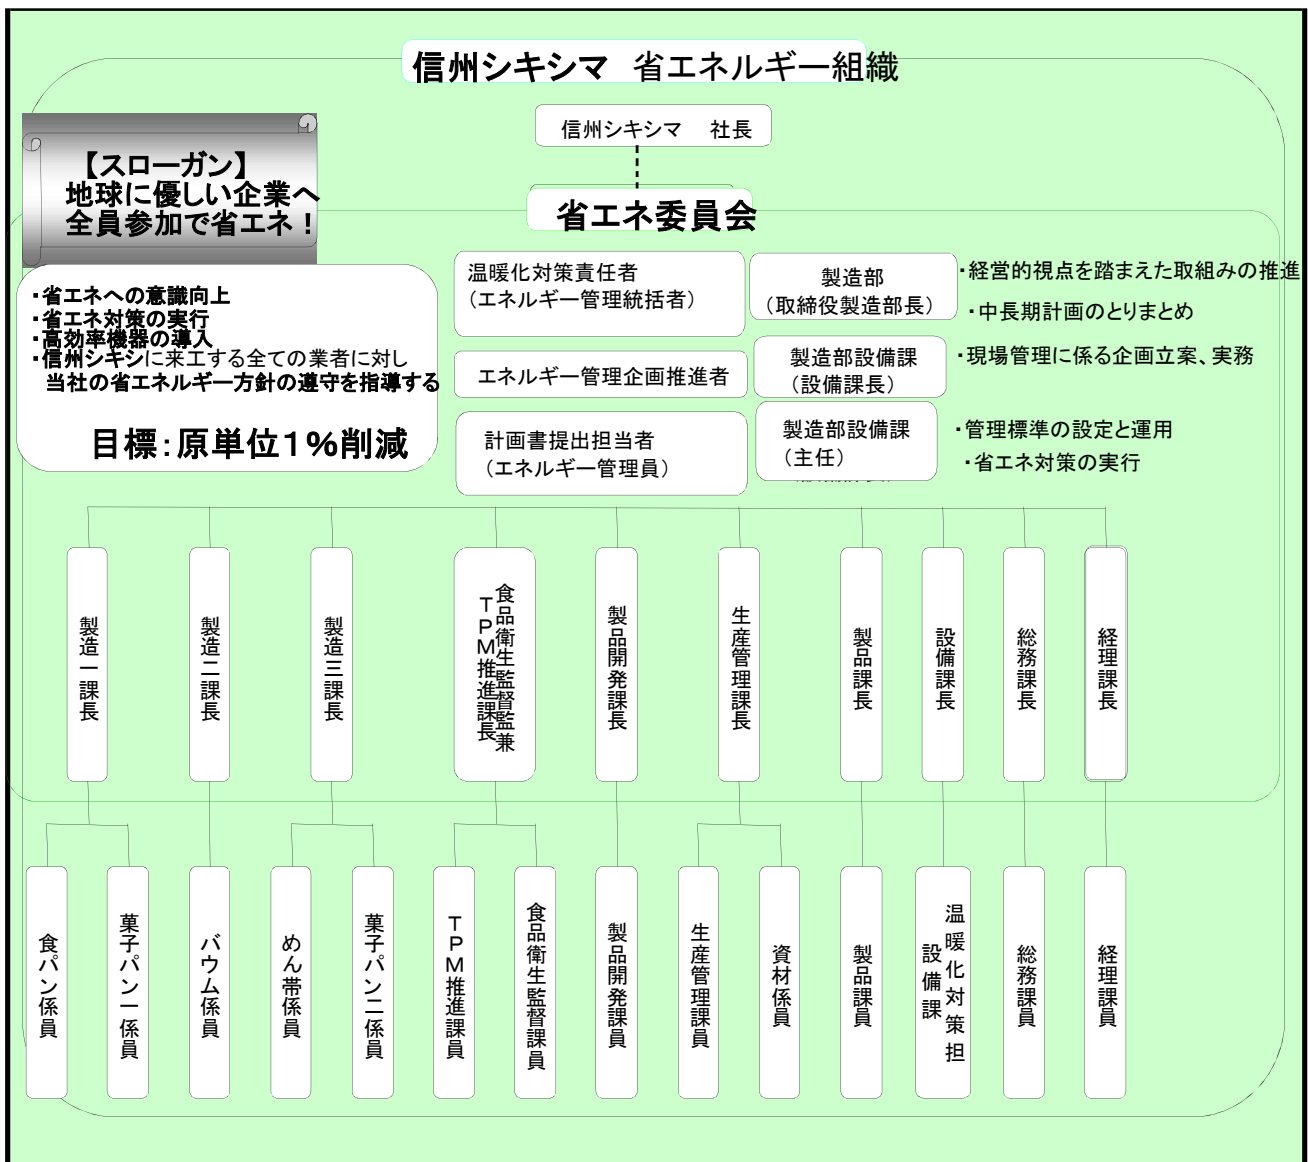 信州シキシマ 省エネルギー組織
信州シキシマ 社長
【スローガン】
地球に優しい企業へ
全員参加で省エネ！
省エネ委員会
・省エネへの意識向上
・省エネ対策の実行
・高効率機器の導入
・信州シキシに来工する全ての業者に対し
当社の省エネルギー方針の遵守を指導する
目標：原単位１％削減
温暖化対策責任者
（エネルギー管理統括者）
製造部
（取締役製造部長）
・経営的視点を踏まえた取組みの推進
・中長期計画のとりまとめ
エネルギー管理企画推進者
製造部設備課
（設備課長）
・現場管理に係る企画立案、実務
計画書提出担当者
（エネルギー管理員）
製造部設備課
（主任）
・管理標準の設定と運用
・省エネ対策の実行
製造一課長
製造二課長
製造三課長
食品衛生監督監兼
ＴＰＭ推進課長
製品開発課長
生産管理課長
製品課長
設備課長
総務課長
経理課長
食パン係員
菓子パン一係員
バウム係員
めん帯係員
菓子パン二係員
ＴＰＭ推進課員
食品衛生監督課員
製品開発課員
生産管理課員
資材係員
製品課員
温暖化対策担
設備課
総務課員
経理課員